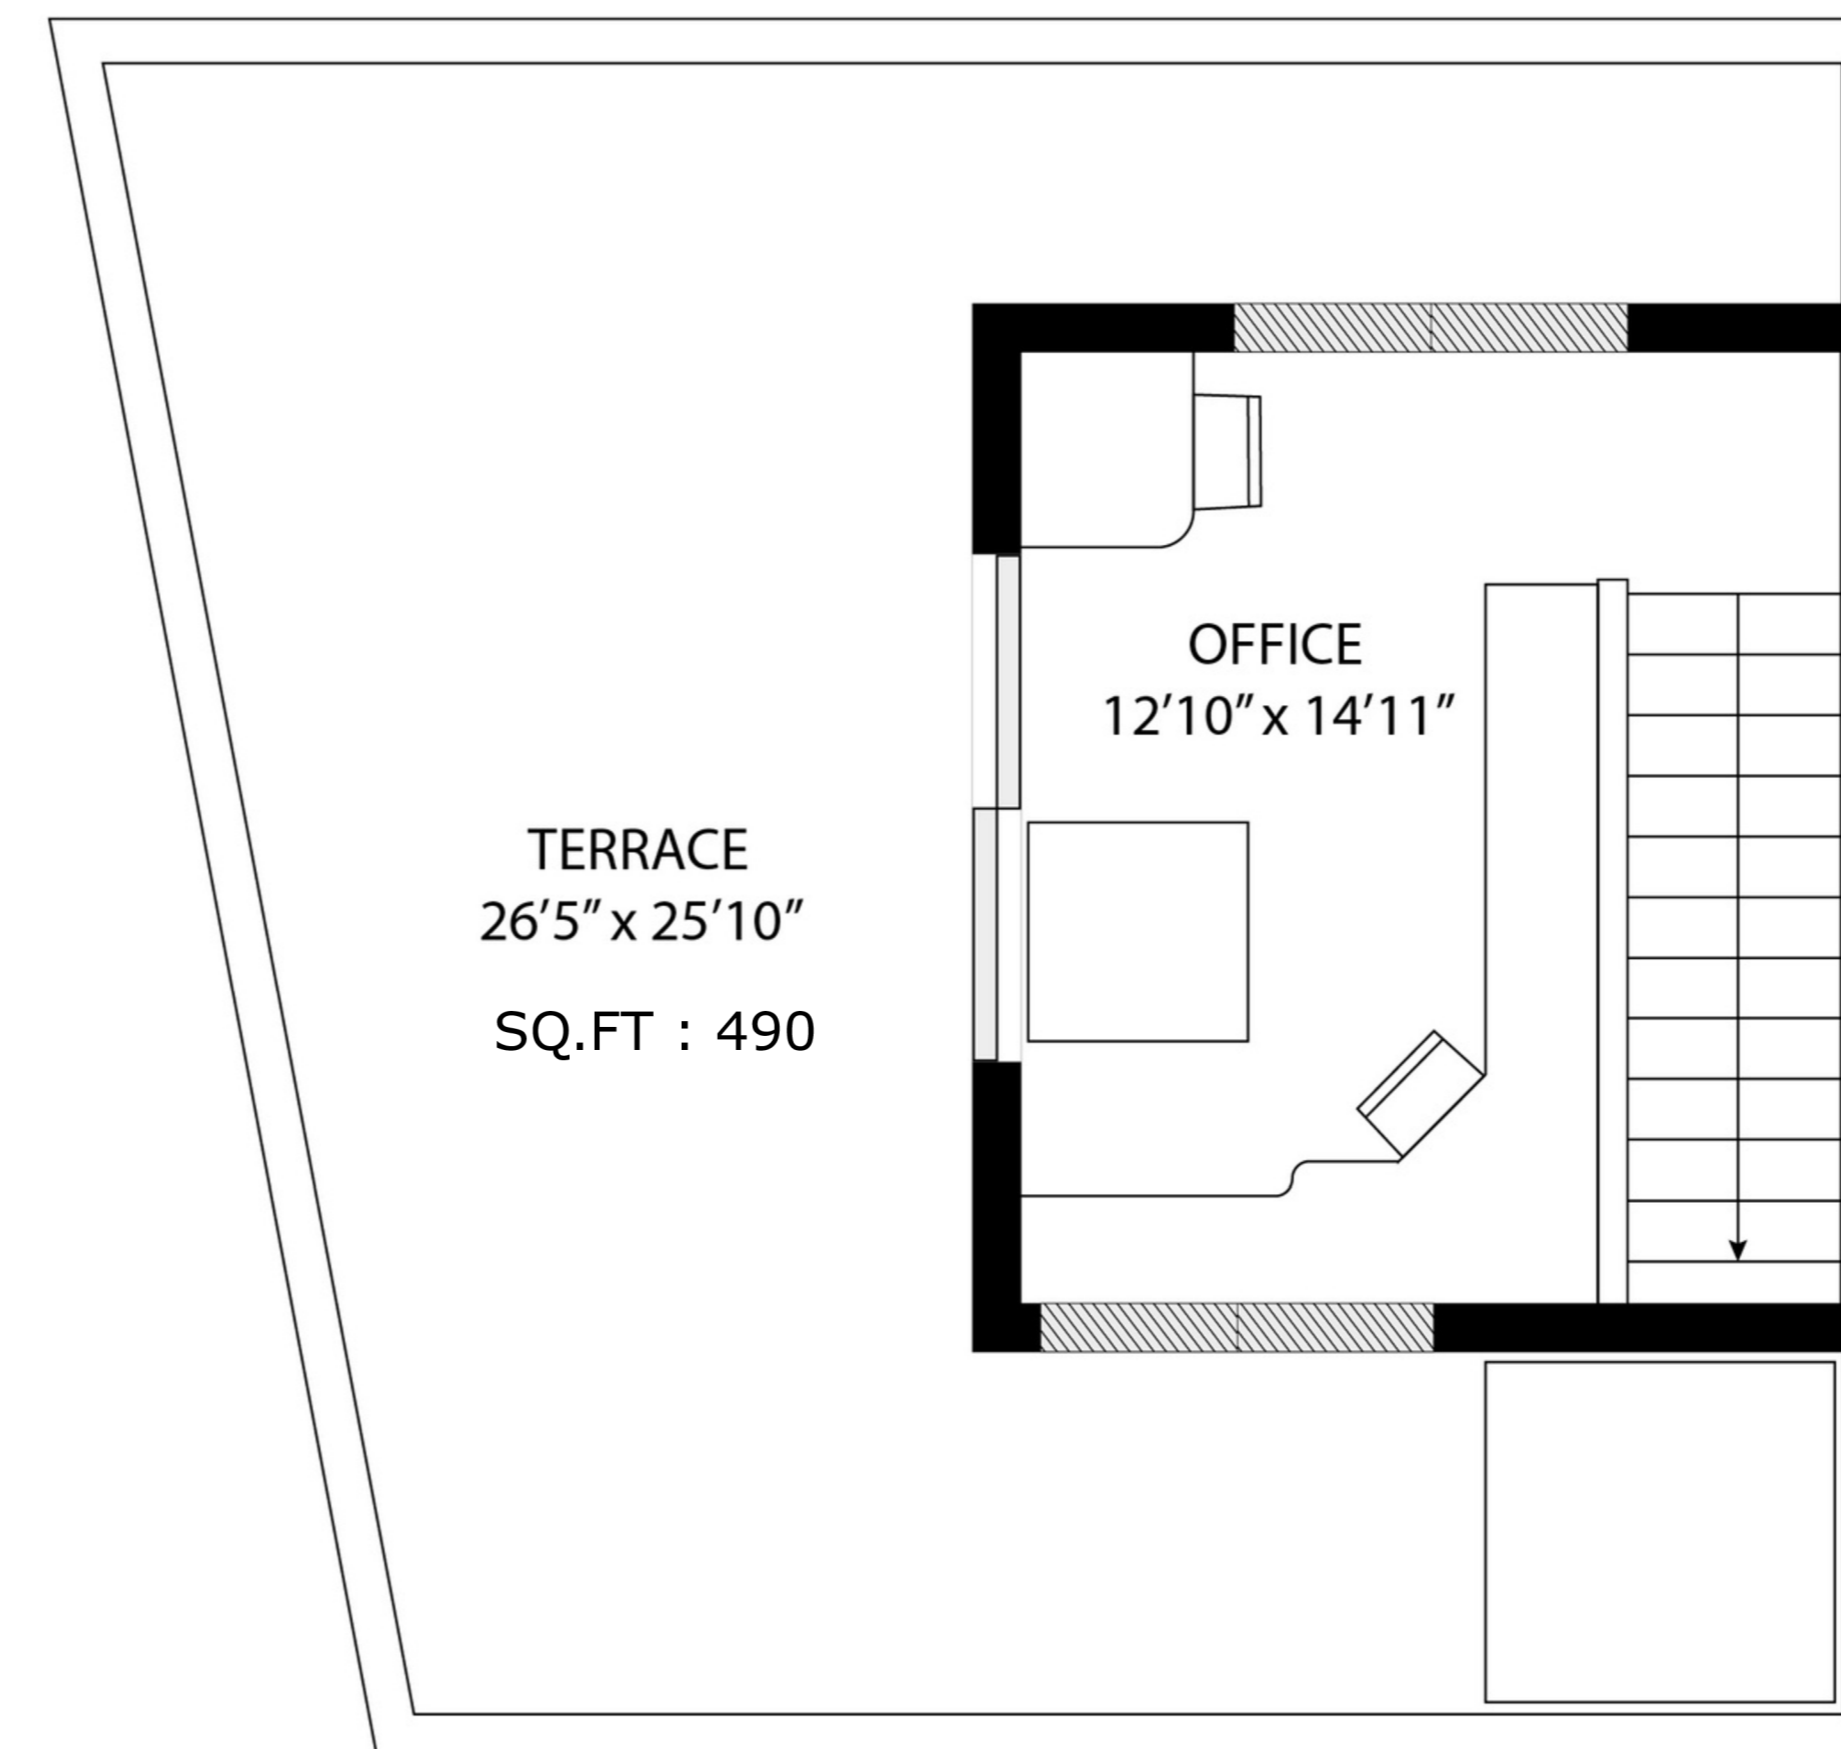 OFFICE
12’10” x 14’11”
TERRACE
26’5” x 25’10”
SQ.FT : 490